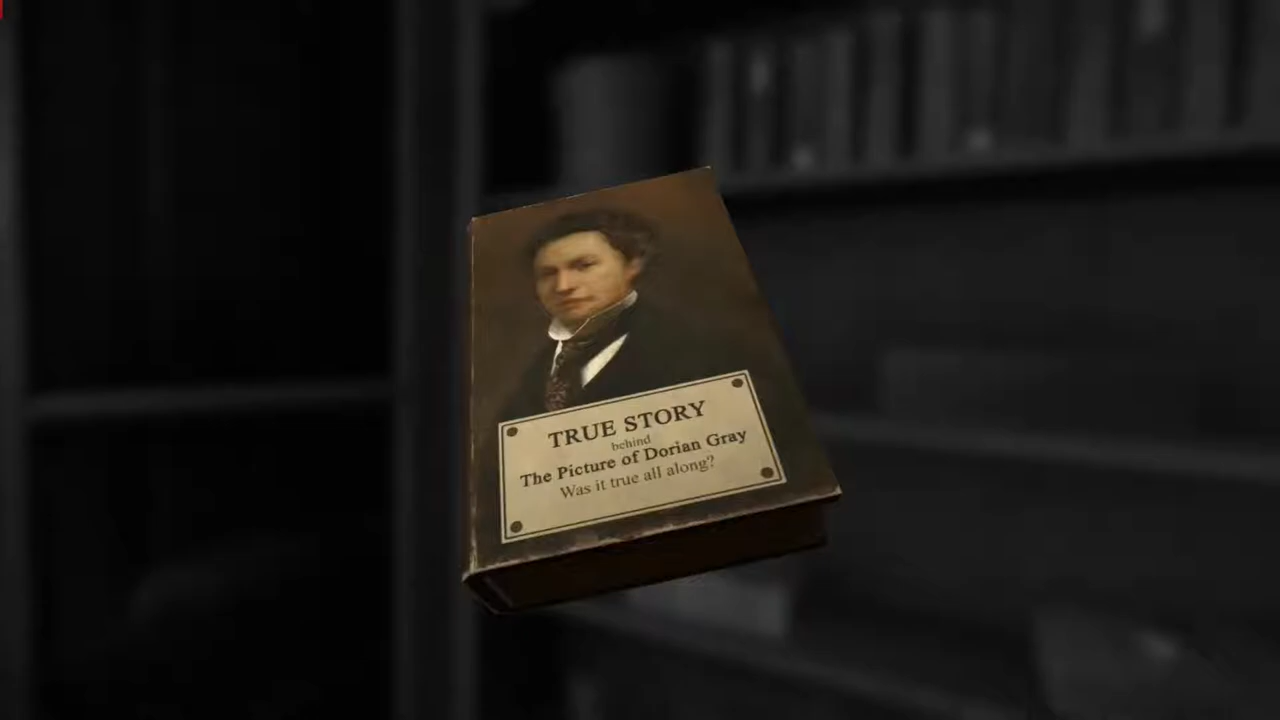 TRUE STORY
behind
The Picture of Dorian Gray
Was it true all along?